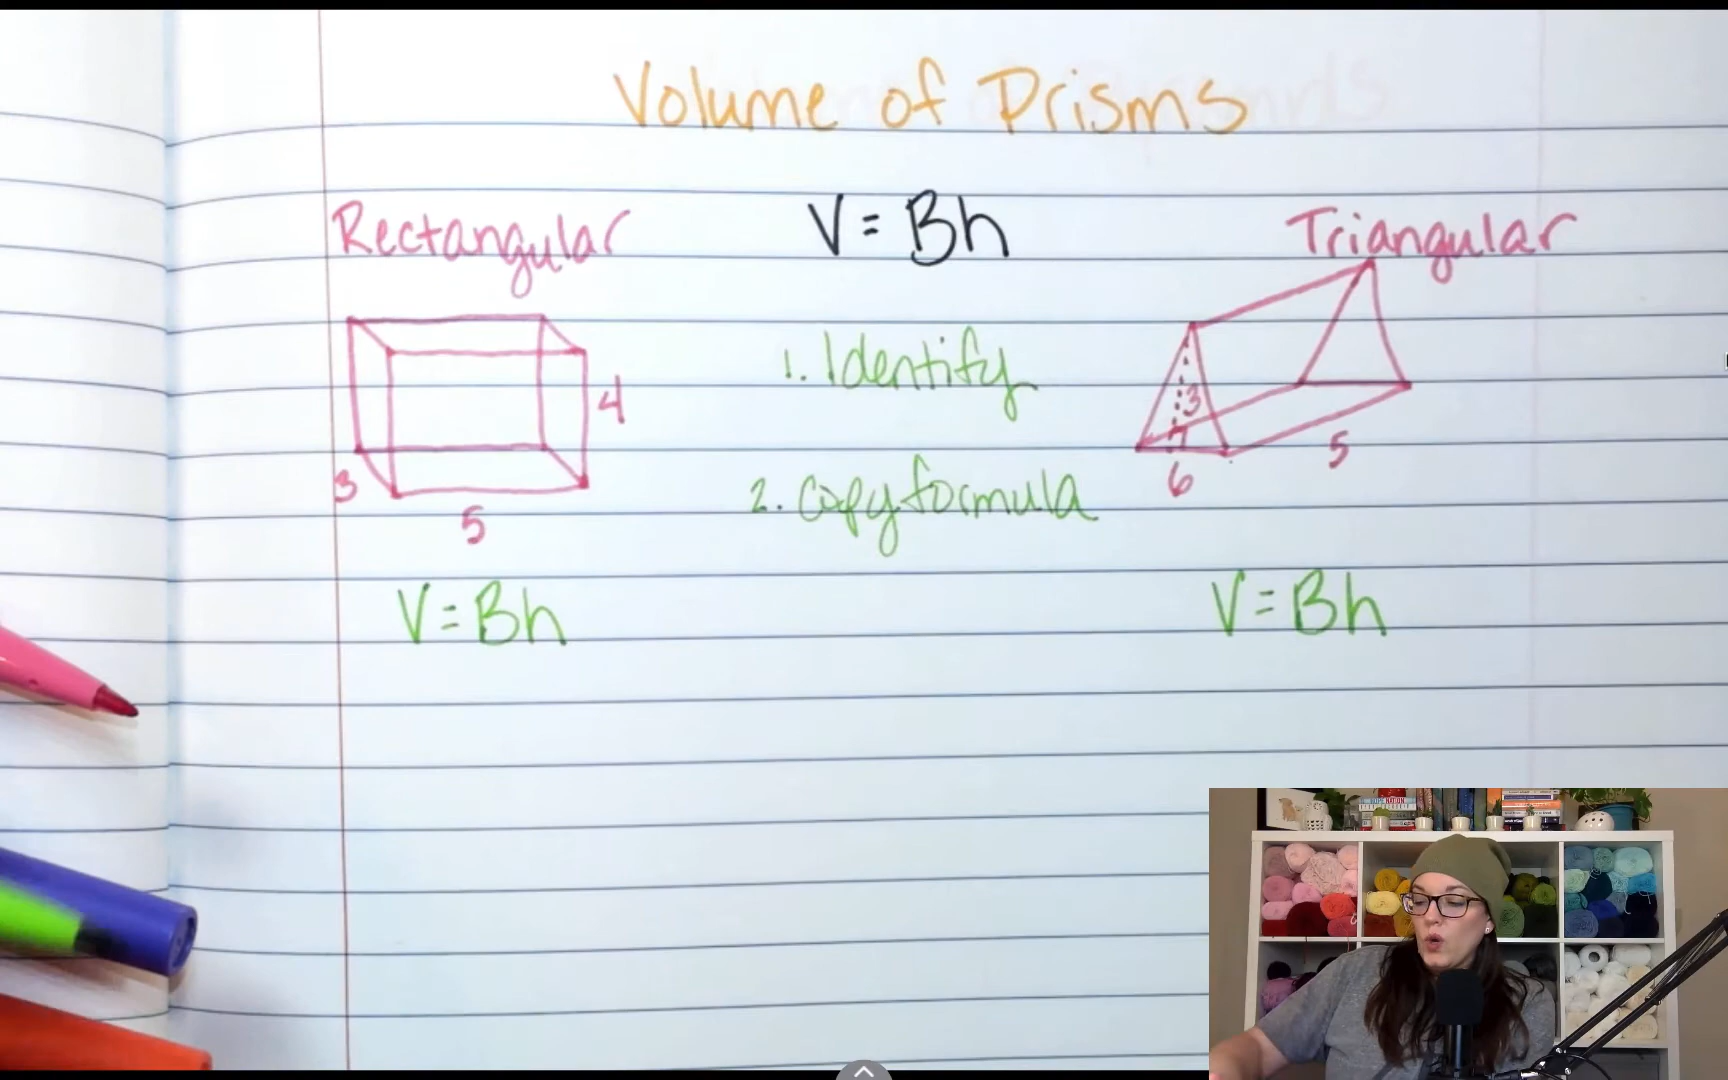 Volume of Prisms
Rectangular
V = Bh
Triangular
1. Identify
4
3
3
5
6
5
2. copy formula
V = Bh
V = Bh